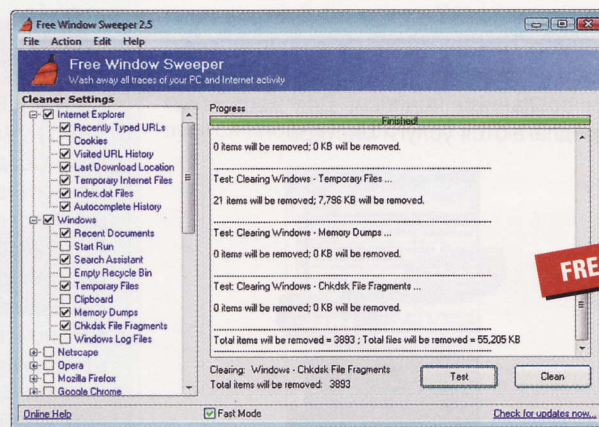 Free Window Sweeper 2.5
File Action Edit Help
Free Window Sweeper
Wash away all traces of your PC and Internet activity
Cleaner Settings
Internet Explorer
Recently Typed URLs
Cookies
Visited URL History
Last Download Location
Temporary Internet Files
Index.dat Files
Autocomplete History
Windows
Recent Documents
Start Run
Search Assistant
Empty Recycle Bin
Temporary Files
Clipboard
Memory Dumps
Chkdsk File Fragments
Windows Log Files
Netscape
Opera
Mozilla Firefox
Google Chrome
Progress
Finished!
0 items will be removed; 0 KB will be removed.
Test: Clearing Windows - Temporary Files ...
21 items will be removed; 7,796 KB will be removed.
Test: Clearing Windows - Memory Dumps ...
0 items will be removed; 0 KB will be removed.
Test: Clearing Windows - Chkdsk File Fragments ...
0 items will be removed; 0 KB will be removed.
Total items will be removed = 3893 ; Total files will be removed = 55,205 KB
FRE
Clearing: Windows - Chkdsk File Fragments
Total items will be removed: 3893
Test
Clean
Online Help
Fast Mode
Check for updates now...